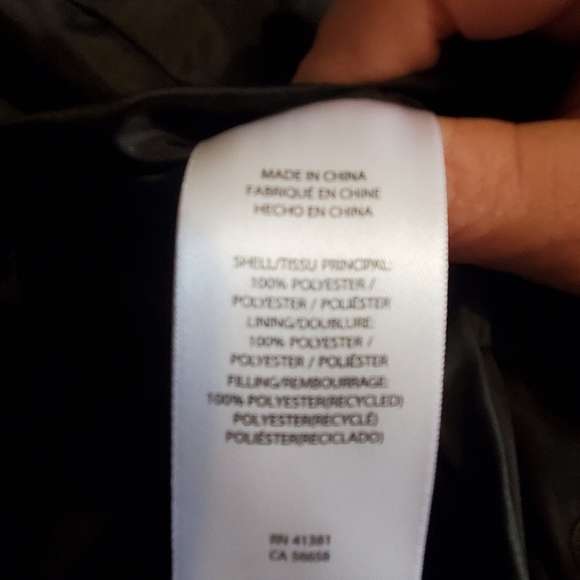 MADE IN CHINA
FABRIQUÉ EN CHINE
HECHO EN CHINA
SHELL/TISSU PRINCIPAL:
100% POLYESTER /
POLYESTER / POLIÉSTER
LINING/DOUBLURE:
100% POLYESTER /
POLYESTER / POLIÉSTER
FILLING/REMBOURRAGE:
100% POLYESTER(RECYCLED)
POLYESTER(RECYCLÉ)
POLIÉSTER(RECICLADO)
RN 41381
CA